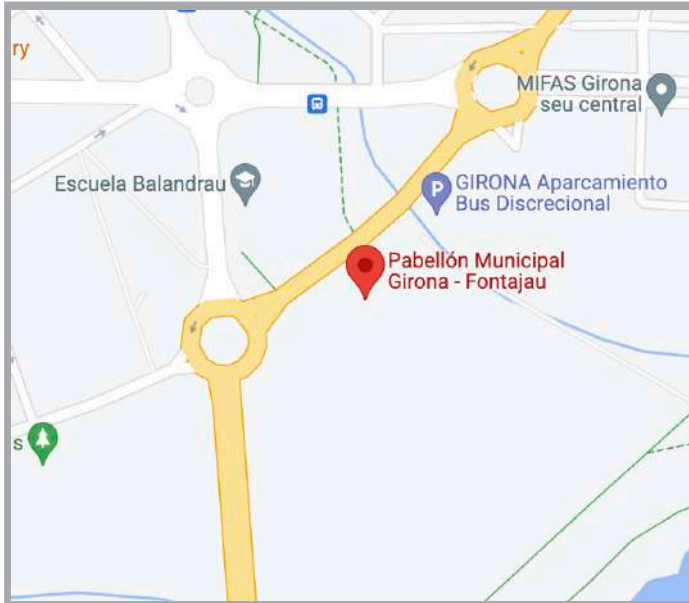 ry
MIFAS Girona
seu central
Escuela Balandrau
P
GIRONA Aparcamiento
Bus Discrecional
Pabellón Municipal
Girona - Fontajau
s